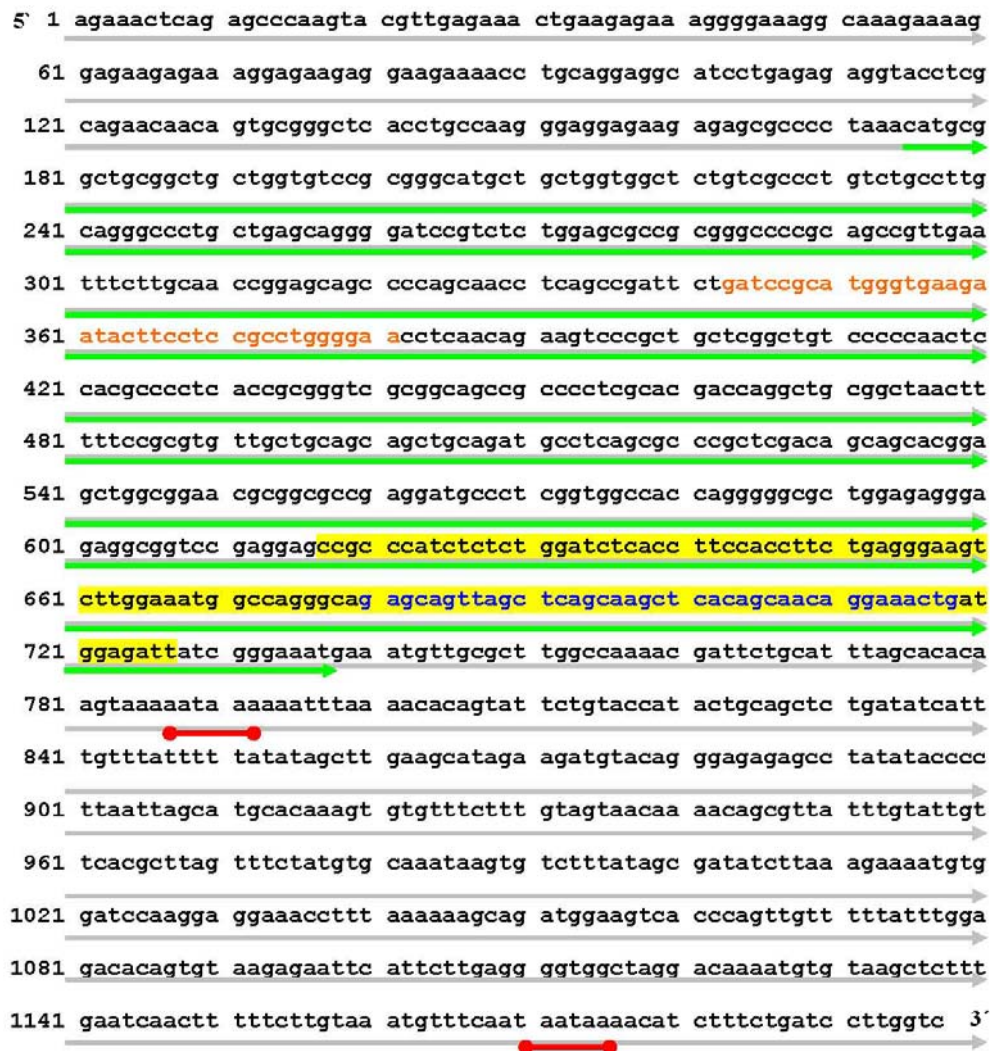 5` 1 agaaactcag agcccaagta cgttgagaaa ctgaagagaa aggggaaagg caaagaaaag
61 gagaagagaa aggagaagag gaagaaaacc tgcaggaggc atcctgagag aggtacctcg
121 cagaacaaca gtgcgggctc acctgccaag ggaggagaag agagcgcccc taaacatgcg
181 gctgcggctg ctggtgtccg cgggcatgct gctggtggct ctgtcgccct gtctgccttg
241 cagggccctg ctgagcaggg gatccgtctc tggagcgccg cgggccccgc agccgttgaa
301 tttcttgcaa ccggagcagc cccagcaacc tcagccgatt ctgatccgca tgggtgaaga
361 atacttcctc cgcctgggga acctcaacag aagtcccgct gctcggctgt cccccaactc
421 cacgcccctc accgcgggtc gcggcagccg cccctcgcac gaccaggctg cggctaactt
481 tttccgcgtg ttgctgcagc agctgcagat gcctcagcgc ccgctcgaca gcagcacgga
541 gctggcggaa cgcggcgccg aggatgccct cggtggccac cagggggcgc tggagaggga
601 gaggcggtcc gaggagccgc ccatctctct ggatctcacc ttccaccttc tgagggaagt
661 cttggaaatg gccagggcag agcagttagc tcagcaagct cacagcaaca ggaaactgat
721 ggagattatc gggaaatgaa atgttgcgct tggccaaaac gattctgcat ttagcacaca
781 agtaaaaata aaaaatttaa aacacagtat tctgtaccat actgcagctc tgatatcatt
841 tgtttatttt tatatagctt gaagcataga agatgtacag ggagagagcc tatatacccc
901 ttaattagca tgcacaaagt gtgtttcttt gtagtaacaa aacagcgtta tttgtattgt
961 tcacgcttag tttctatgtg caaataagtg tctttatagc gatatcttaa agaaaatgtg
1021 gatccaagga ggaaaccttt aaaaaagcag atggaagtca cccagttgtt tttatttgga
1081 gacacagtgt aagagaattc attcttgagg gggtggctagg acaaaatgtg taagctcttt
1141 gaatcaactt tttcttgtaa atgtttcaat aataaaacat ctttctgatc cttggtc 3´